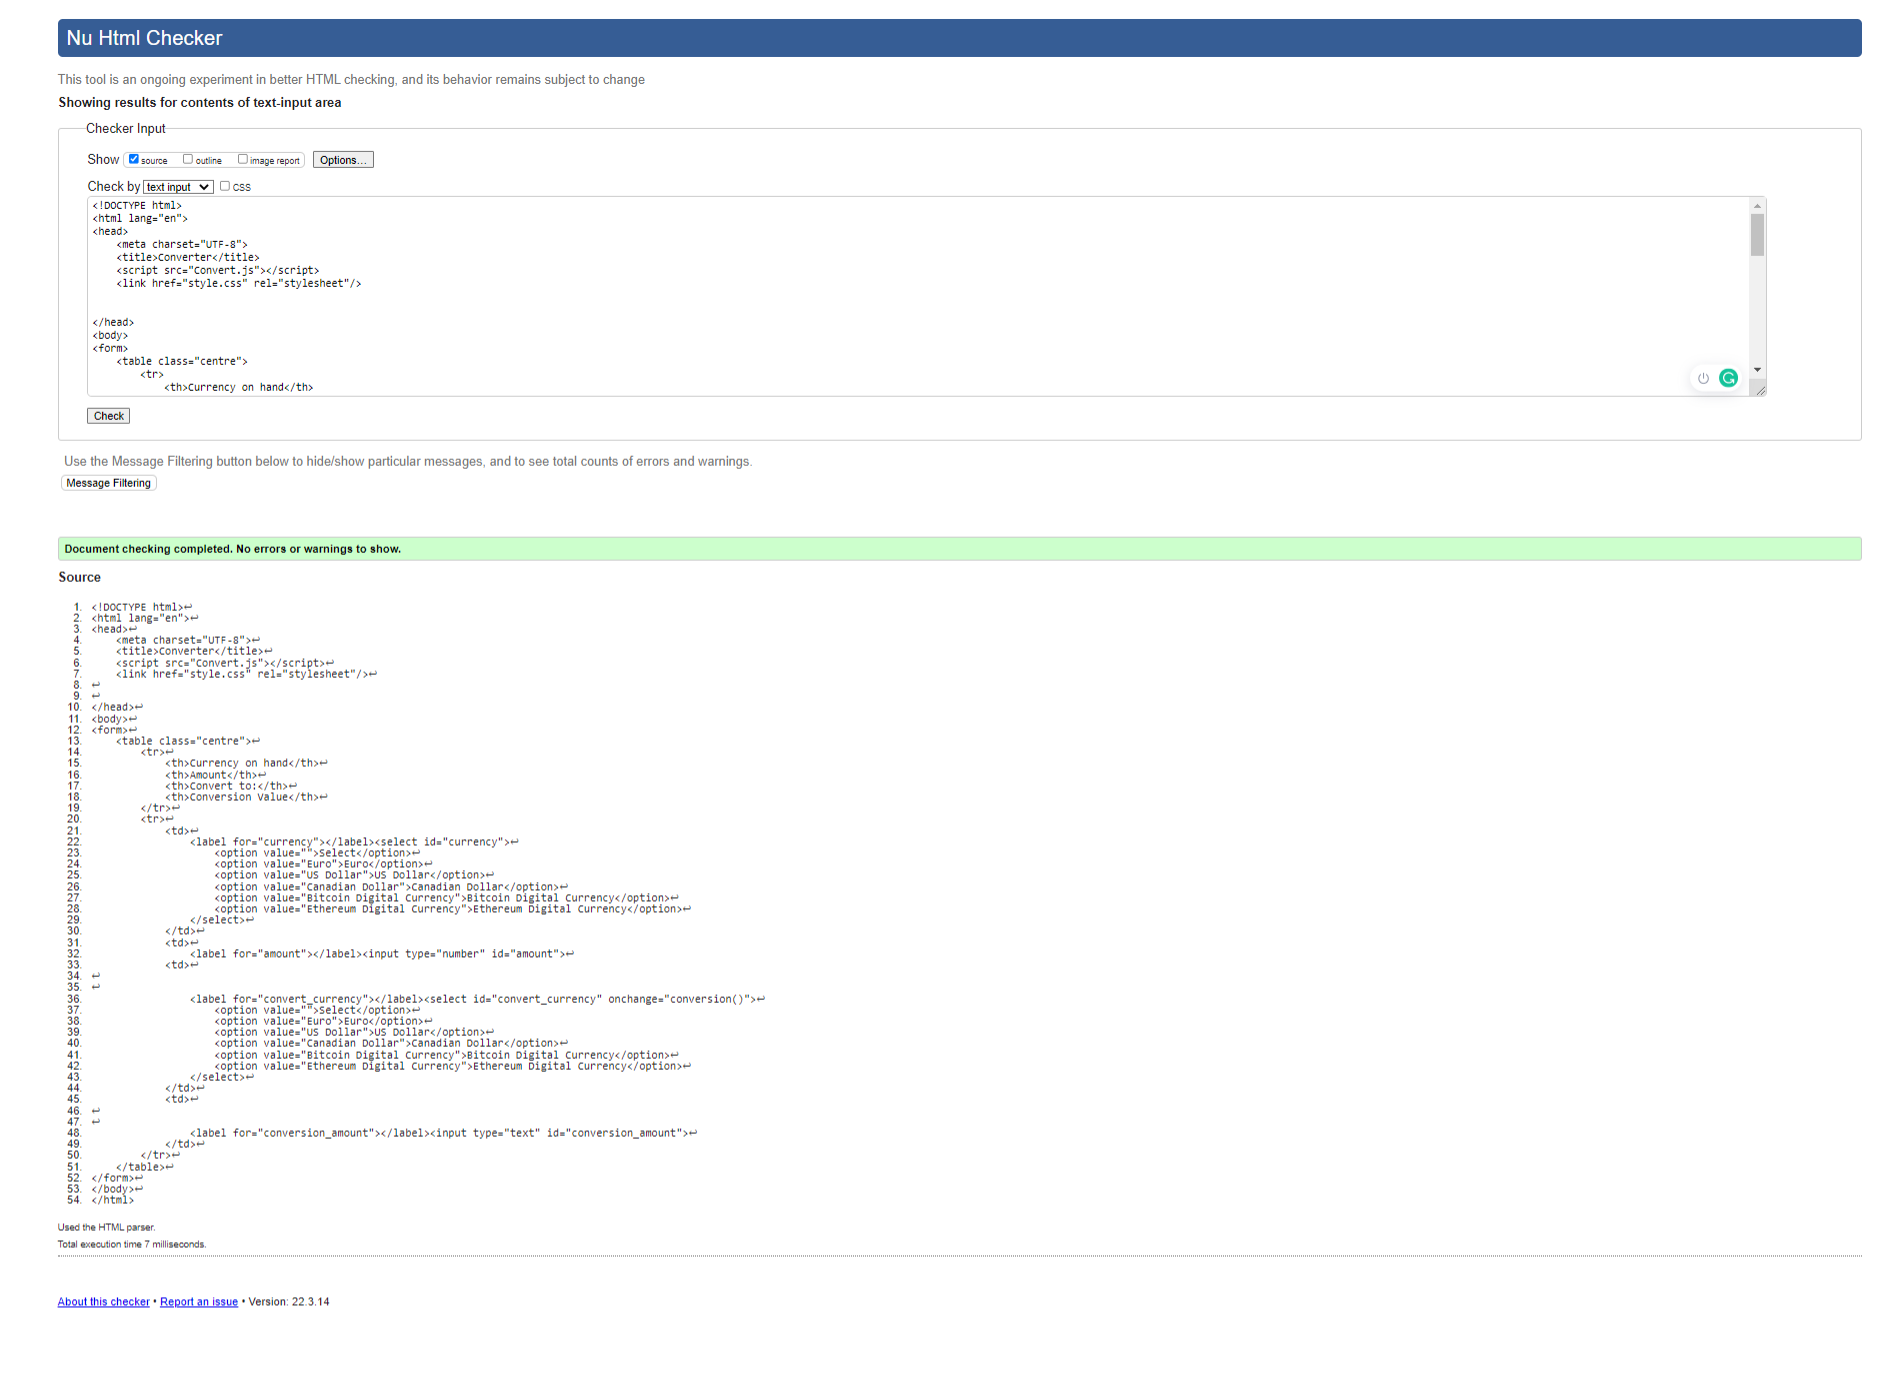 Nu Html Checker
This tool is an ongoing experiment in better HTML checking, and its behavior remains subject to change
Showing results for contents of text-input area
Checker Input
Show source outline image report Options...
Check by text input css
<!DOCTYPE html>
<html lang="en">
<head>
    <meta charset="UTF-8">
    <title>Converter</title>
    <script src="Convert.js"></script>
    <link href="style.css" rel="stylesheet"/>
</head>
<body>
<form>
    <table class="centre">
        <tr>
            <th>Currency on hand</th>
Check
Use the Message Filtering button below to hide/show particular messages, and to see total counts of errors and warnings.
Message Filtering
Document checking completed. No errors or warnings to show.
Source
1. <!DOCTYPE html>↩
2. <html lang="en">↩
3. <head>↩
4.     <meta charset="UTF-8">↩
5.     <title>Converter</title>↩
6.     <script src="Convert.js"></script>↩
7.     <link href="style.css" rel="stylesheet"/>↩
8. ↩
9. ↩
10. </head>↩
11. <body>↩
12. <form>↩
13.     <table class="centre">↩
14.         <tr>↩
15.             <th>Currency on hand</th>↩
16.             <th>Amount</th>↩
17.             <th>Convert to:</th>↩
18.             <th>Conversion Value</th>↩
19.         </tr>↩
20.         <tr>↩
21.             <td>↩
22.                 <label for="currency"></label><select id="currency">↩
23.                     <option value="">Select</option>↩
24.                     <option value="Euro">Euro</option>↩
25.                     <option value="US Dollar">US Dollar</option>↩
26.                     <option value="Canadian Dollar">Canadian Dollar</option>↩
27.                     <option value="Bitcoin Digital Currency">Bitcoin Digital Currency</option>↩
28.                     <option value="Ethereum Digital Currency">Ethereum Digital Currency</option>↩
29.                 </select>↩
30.             </td>↩
31.             <td>↩
32.                 <label for="amount"></label><input type="number" id="amount">↩
33.             <td>↩
34. ↩
35. ↩
36.                 <label for="convert_currency"></label><select id="convert_currency" onchange="conversion()">↩
37.                     <option value="">Select</option>↩
38.                     <option value="Euro">Euro</option>↩
39.                     <option value="US Dollar">US Dollar</option>↩
40.                     <option value="Canadian Dollar">Canadian Dollar</option>↩
41.                     <option value="Bitcoin Digital Currency">Bitcoin Digital Currency</option>↩
42.                     <option value="Ethereum Digital Currency">Ethereum Digital Currency</option>↩
43.                 </select>↩
44.             </td>↩
45.             <td>↩
46. ↩
47. ↩
48.                 <label for="conversion_amount"></label><input type="text" id="conversion_amount">↩
49.             </td>↩
50.         </tr>↩
51.     </table>↩
52. </form>↩
53. </body>↩
54. </html>
Used the HTML parser.
Total execution time 7 milliseconds.
About this checker • Report an issue • Version: 22.3.14